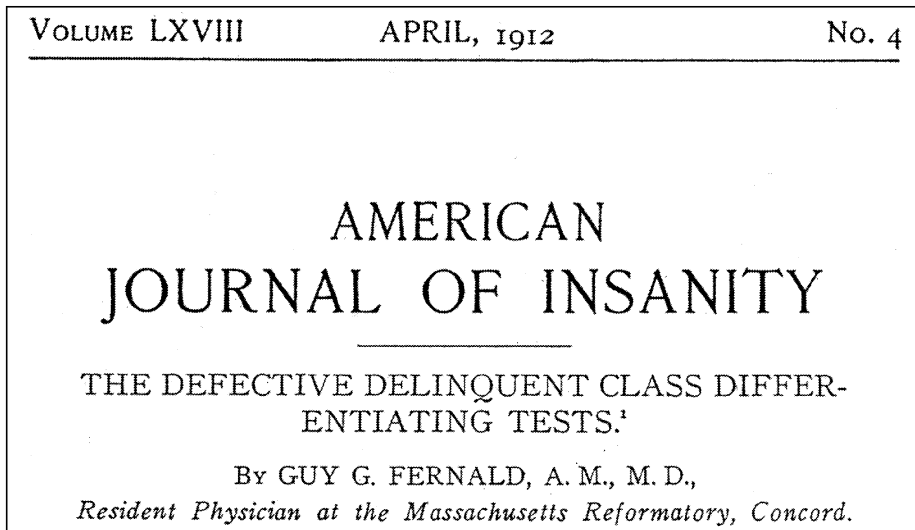 VOLUME LXVIII APRIL, 1912 No. 4
AMERICAN
JOURNAL OF INSANITY
THE DEFECTIVE DELINQUENT CLASS DIFFER-
ENTIATING TESTS.¹
BY GUY G. FERNALD, A. M., M. D.,
Resident Physician at the Massachusetts Reformatory, Concord.